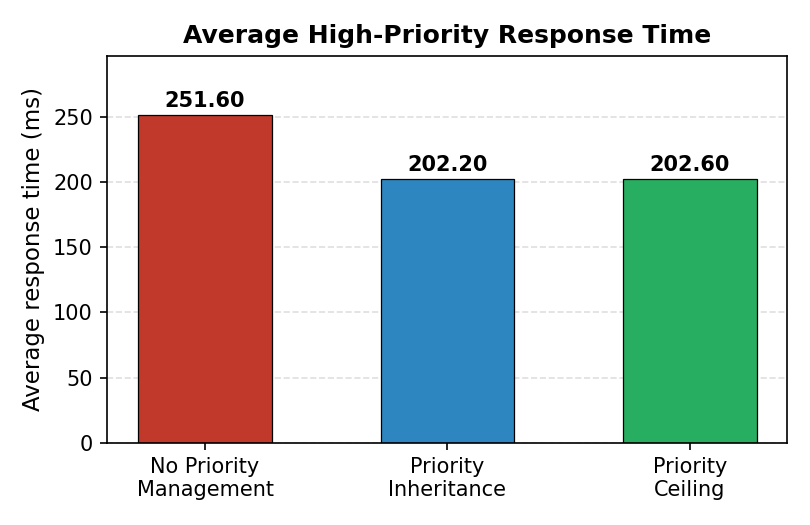 Average High-Priority Response Time
Average response time (ms)
250
200
150
100
50
0
251.60
202.20
202.60
No Priority
Management
Priority
Inheritance
Priority
Ceiling